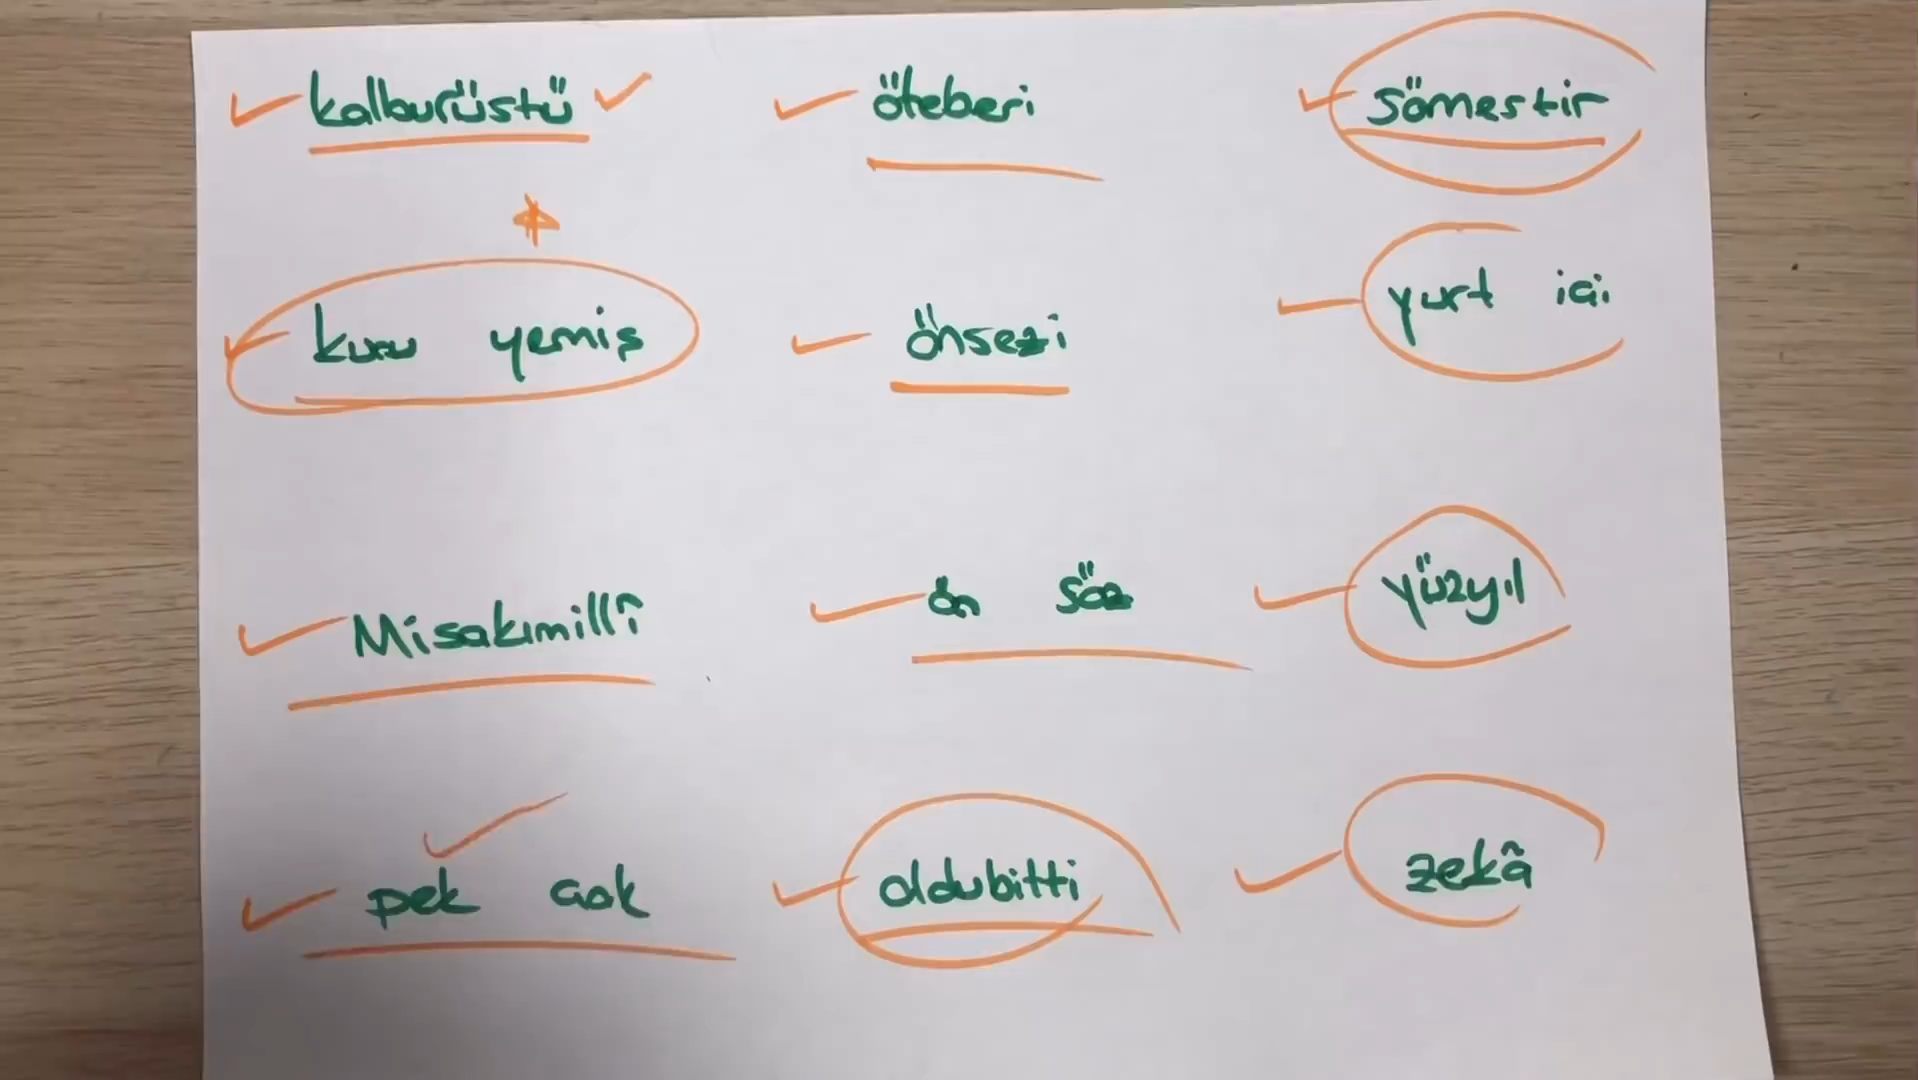 kalburüstü öteberi sömestir
kuru yemiş önsezi yurt içi
Misakımillî ön söz yüzyıl
pek çok oldubitti zekâ